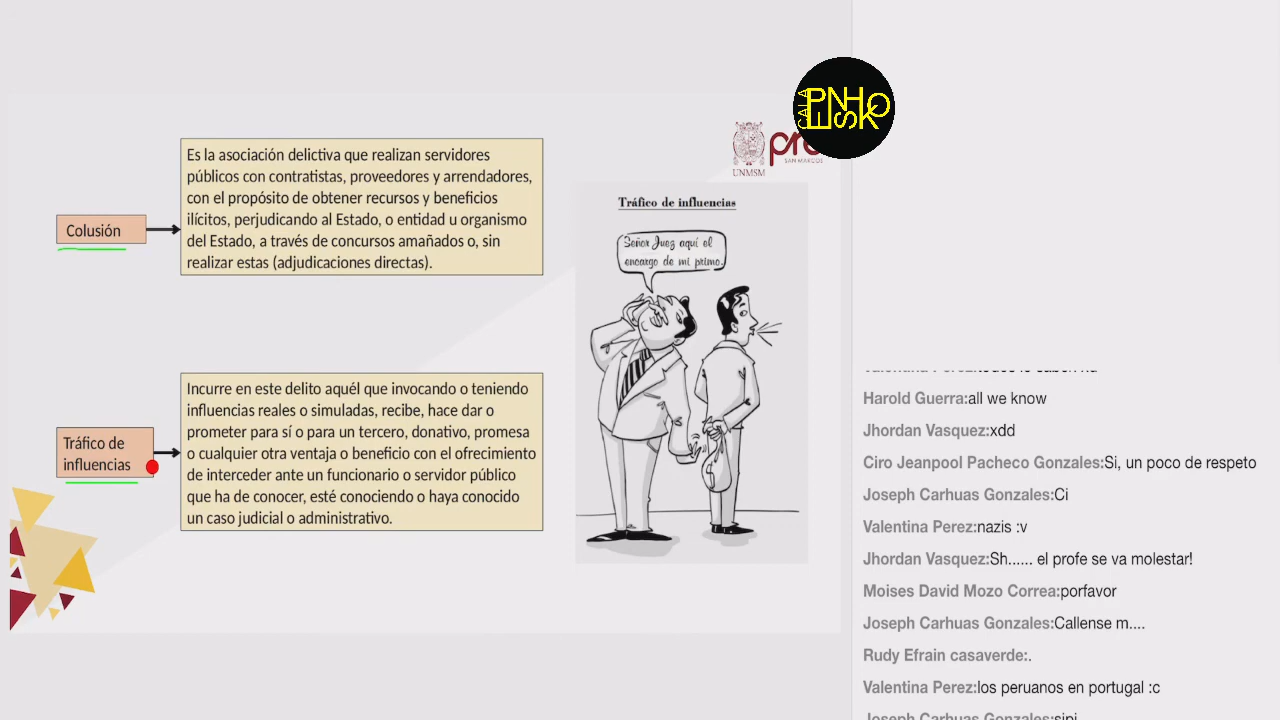 Es la asociación delictiva que realizan servidores
públicos con contratistas, proveedores y arrendadores,
con el propósito de obtener recursos y beneficios
ilícitos, perjudicando al Estado, o entidad u organismo
del Estado, a través de concursos amañados o, sin
realizar estas (adjudicaciones directas).
Colusión
Incurre en este delito aquél que invocando o teniendo
influencias reales o simuladas, recibe, hace dar o
prometer para sí o para un tercero, donativo, promesa
o cualquier otra ventaja o beneficio con el ofrecimiento
de interceder ante un funcionario o servidor público
que ha de conocer, esté conociendo o haya conocido
un caso judicial o administrativo.
Tráfico de
influencias
UNMSM
SAN MARCOS
CALA
Tráfico de influencias
Señor Juez aquí el
encargo de mi primo.
Harold Guerra:all we know
Jhordan Vasquez:xdd
Ciro Jeanpool Pacheco Gonzales:Si, un poco de respeto
Joseph Carhuas Gonzales:Ci
Valentina Perez:nazis :v
Jhordan Vasquez:Sh...... el profe se va molestar!
Moises David Mozo Correa:porfavor
Joseph Carhuas Gonzales:Callense m....
Rudy Efrain casaverde:.
Valentina Perez:los peruanos en portugal :c
Joseph Carhuas Gonzales:sipi